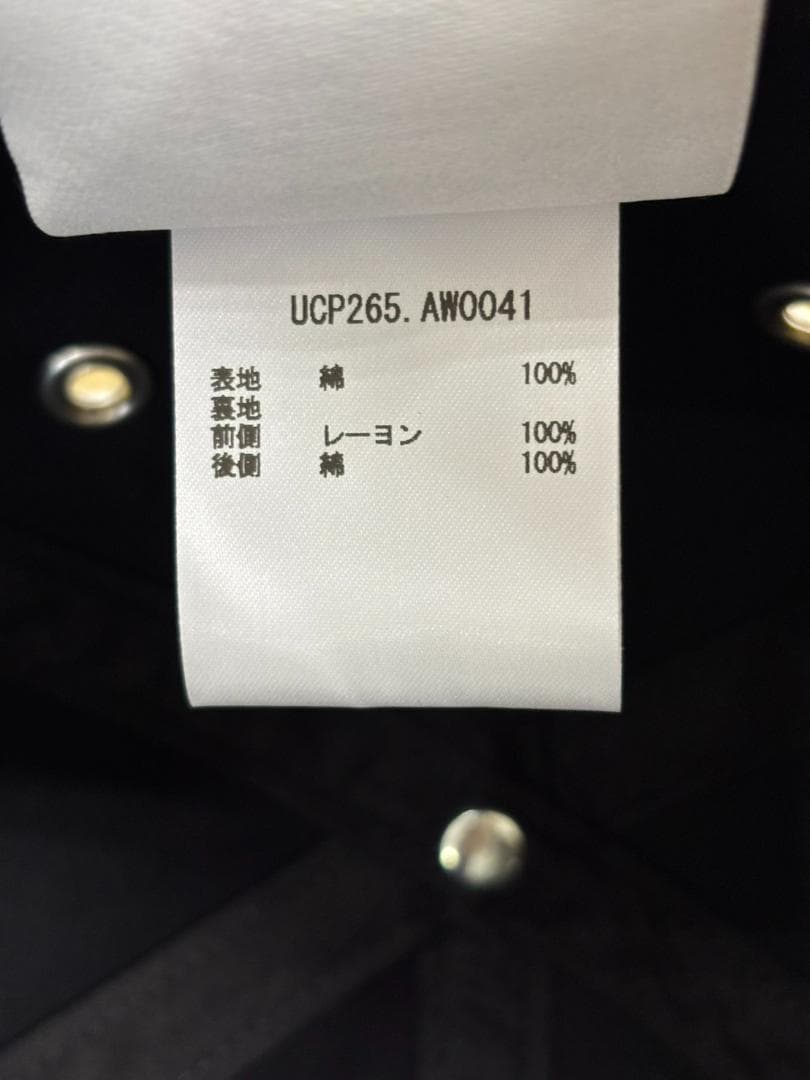 UCP265.AW0041
表地 綿 100%
裏地
前側 レーヨン 100%
後側 綿 100%